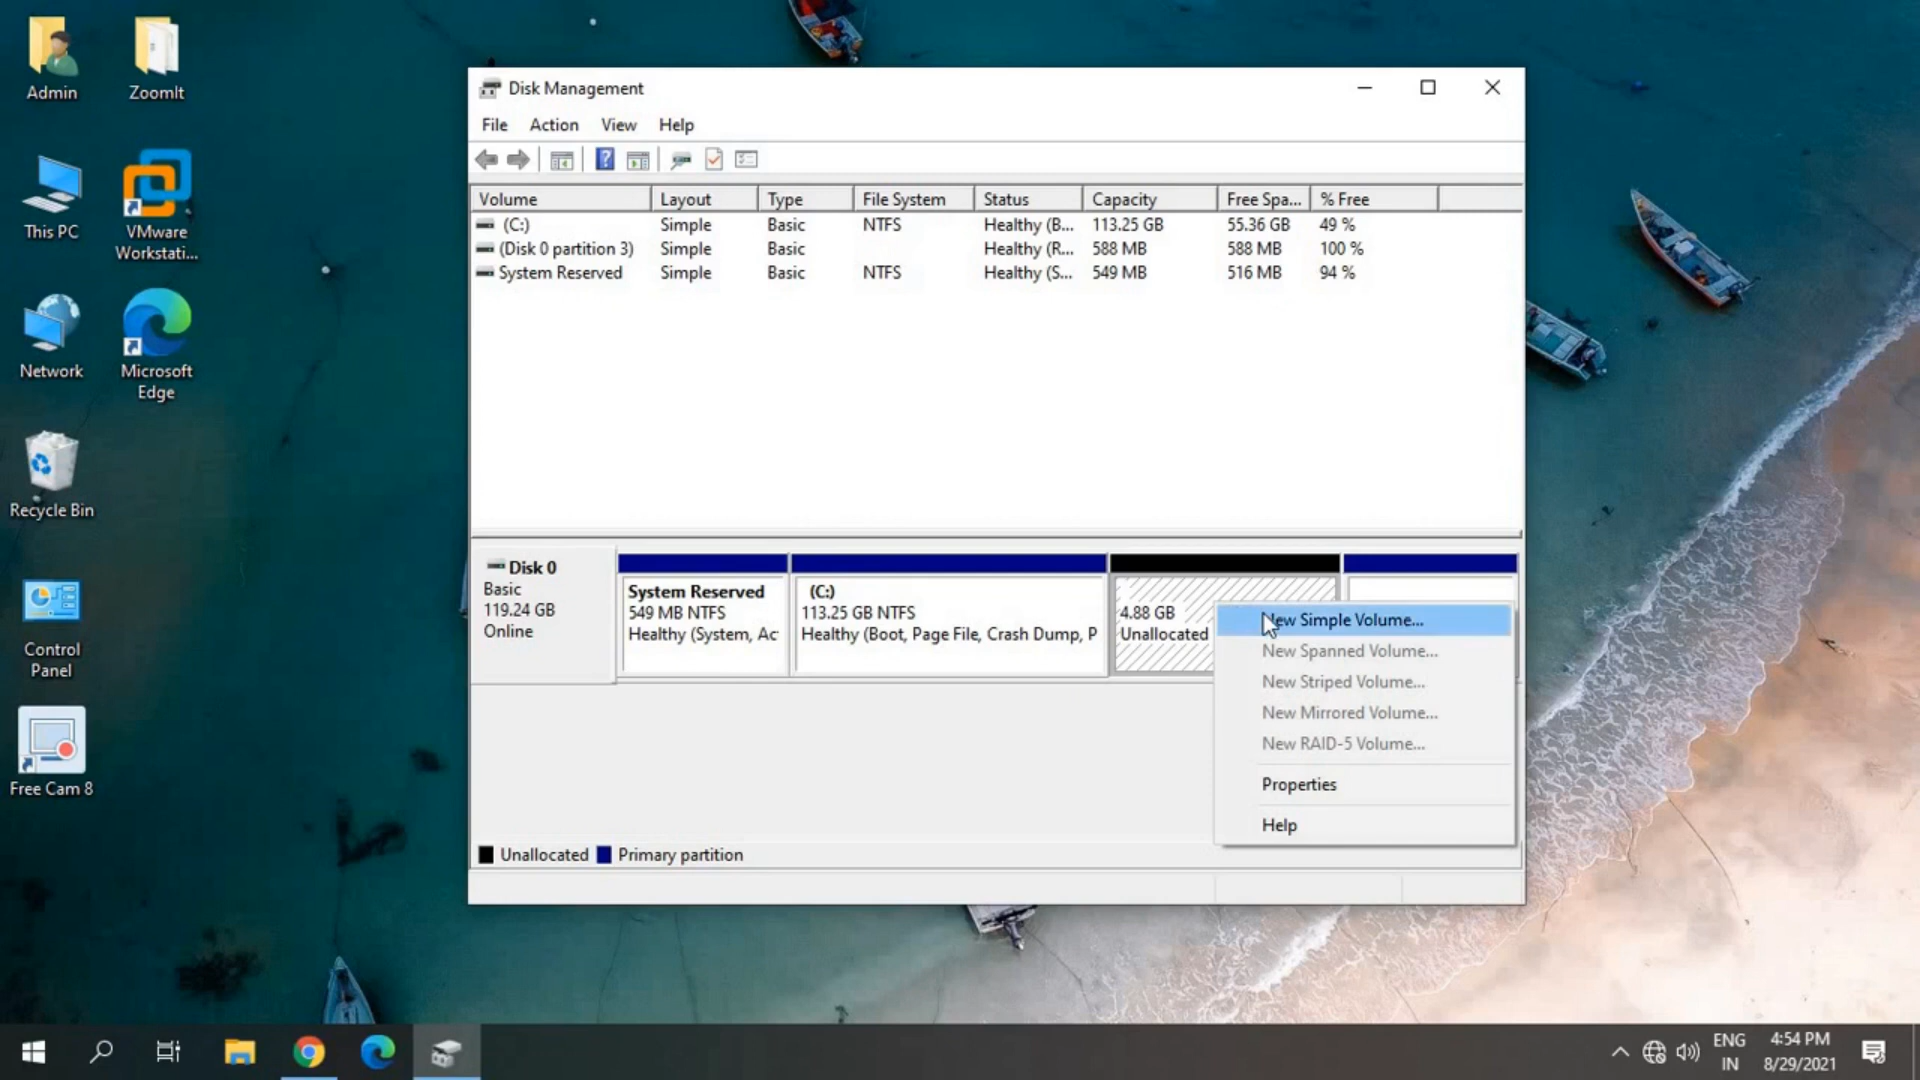 Admin
ZoomIt
This PC
VMware
Workstati...
Network
Microsoft
Edge
Recycle Bin
Control
Panel
Free Cam 8
Disk Management
File Action View Help
Volume Layout Type File System Status Capacity Free Spa... % Free
(C:) Simple Basic NTFS Healthy (B... 113.25 GB 55.36 GB 49 %
(Disk 0 partition 3) Simple Basic Healthy (R... 588 MB 588 MB 100 %
System Reserved Simple Basic NTFS Healthy (S... 549 MB 516 MB 94 %
Disk 0
Basic
119.24 GB
Online
System Reserved
549 MB NTFS
Healthy (System, Ac
(C:)
113.25 GB NTFS
Healthy (Boot, Page File, Crash Dump, P
4.88 GB
Unallocated
New Simple Volume...
New Spanned Volume...
New Striped Volume...
New Mirrored Volume...
New RAID-5 Volume...
Properties
Help
Unallocated Primary partition
ENG
IN
4:54 PM
8/29/2021